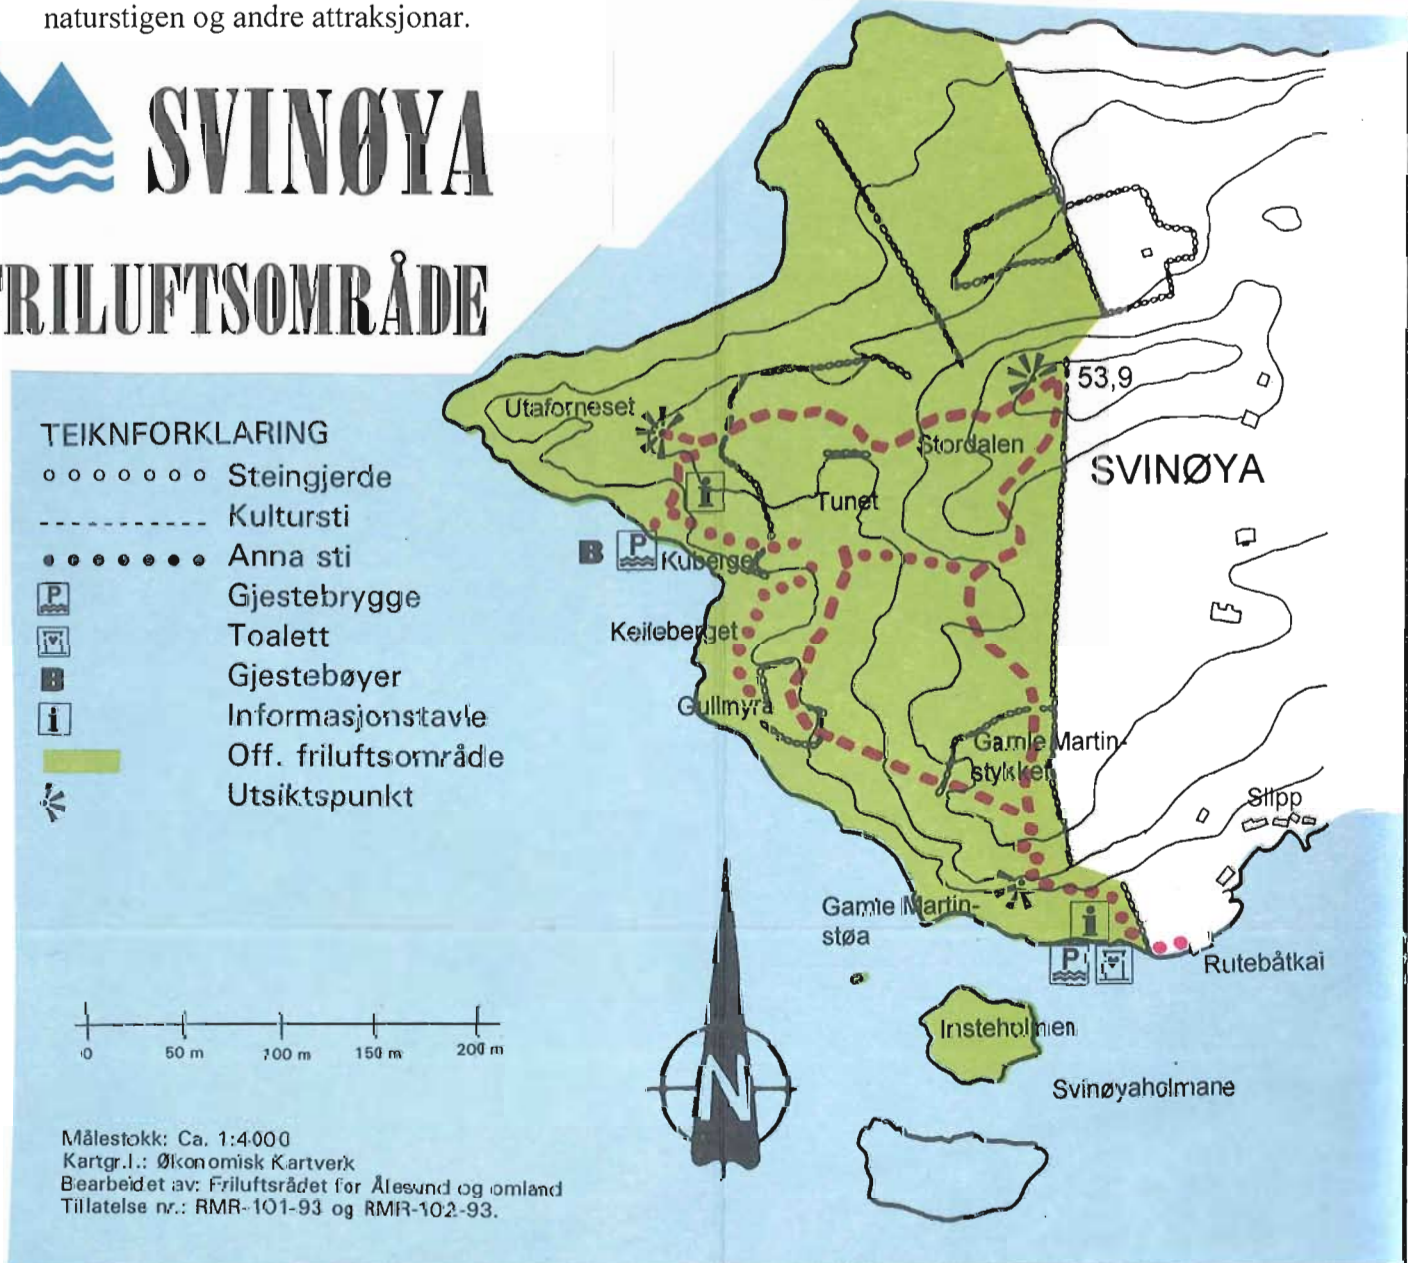 naturstigen og andre attraksjonar.
SVINØYA
FRILUFTSOMRÅDE
TEIKNFORKLARING
Steingjerde
Kultursti
Anna sti
P Gjestebrygge
Toalett
B Gjestebøyer
i Informasjonstavle
Off. friluftsområde
Utsiktspunkt
Utaforneset
53,9
Stordalen
SVINØYA
i
Tunet
B P
Kuberget
Keileberget
Gullmyra
Gamle Martin-
stykket
Slipp
Gamle Martin-
støa
i
P
Rutebåtkai
Insteholmen
Svinøyaholmane
0 50 m 100 m 150 m 200 m
N
Målestokk: Ca. 1:4000
Kartgr.l.: Økonomisk Kartverk
Bearbeidet av: Friluftsrådet for Ålesund og omland
Tillatelse nr.: RMR-101-93 og RMR-102-93.